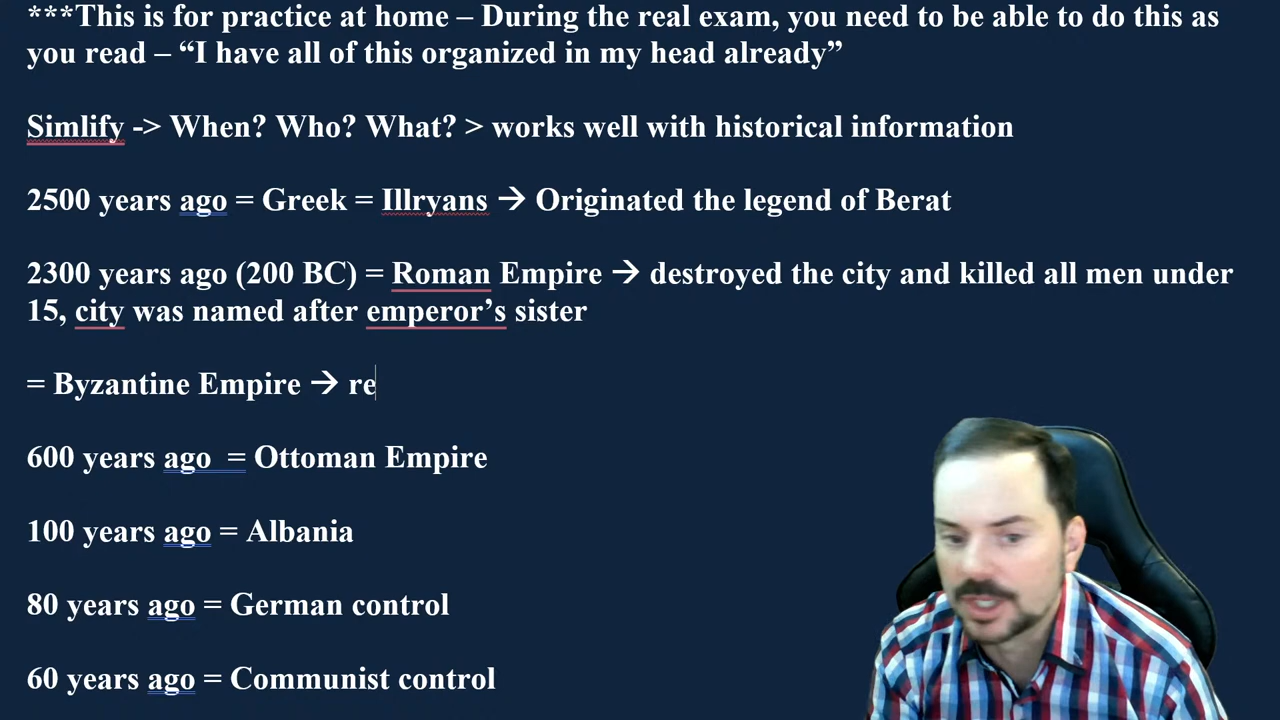 ***This is for practice at home – During the real exam, you need to be able to do this as
you read – “I have all of this organized in my head already”
Simlify -> When? Who? What? > works well with historical information
2500 years ago = Greek = Illryans → Originated the legend of Berat
2300 years ago (200 BC) = Roman Empire → destroyed the city and killed all men under
15, city was named after emperor’s sister
= Byzantine Empire → re
600 years ago  = Ottoman Empire
100 years ago = Albania
80 years ago = German control
60 years ago = Communist control